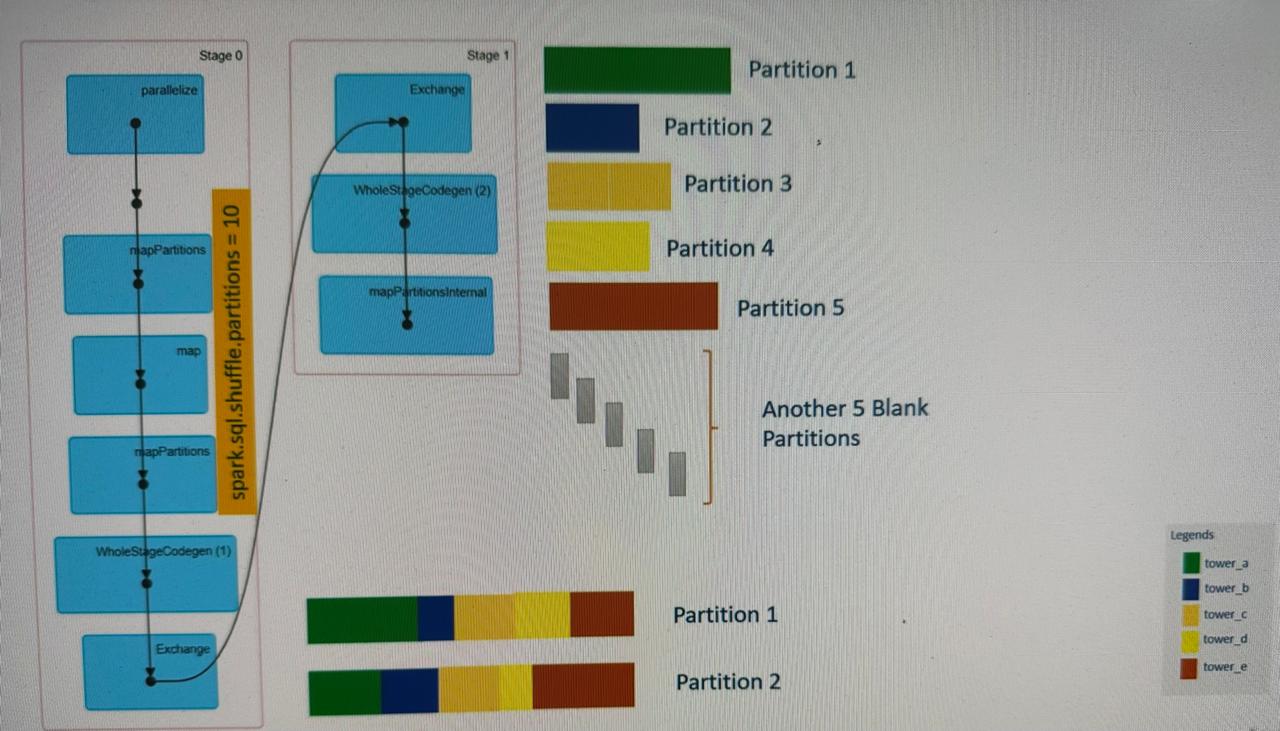 Stage 0
parallelize
mapPartitions
map
mapPartitions
WholeStageCodegen (1)
Exchange
spark.sql.shuffle.partitions = 10
Stage 1
Exchange
WholeStageCodegen (2)
mapPartitionsInternal
Partition 1
Partition 2
Partition 3
Partition 4
Partition 5
Another 5 Blank
Partitions
Partition 1
Partition 2
Legends
tower_a
tower_b
tower_c
tower_d
tower_e